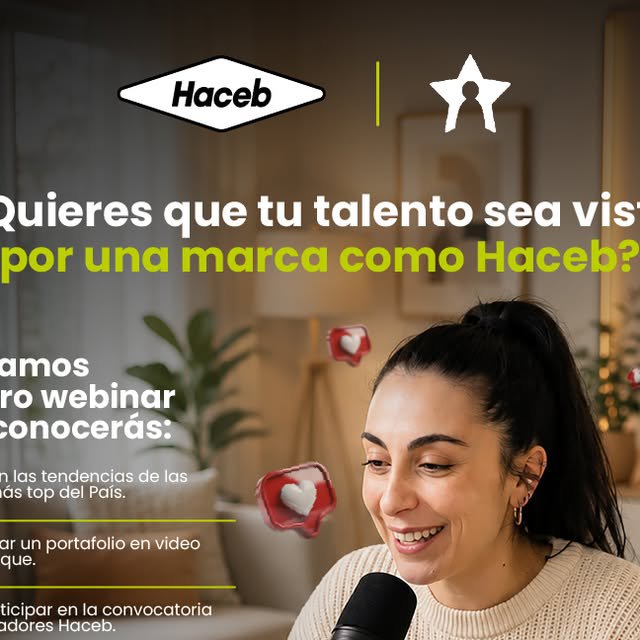 Haceb
Quieres que tu talento sea vist
por una marca como Haceb?
amos
ro webinar
conocerás:
n las tendencias de las
ás top del País.
ar un portafolio en video
que.
ticipar en la convocatoria
adores Haceb.